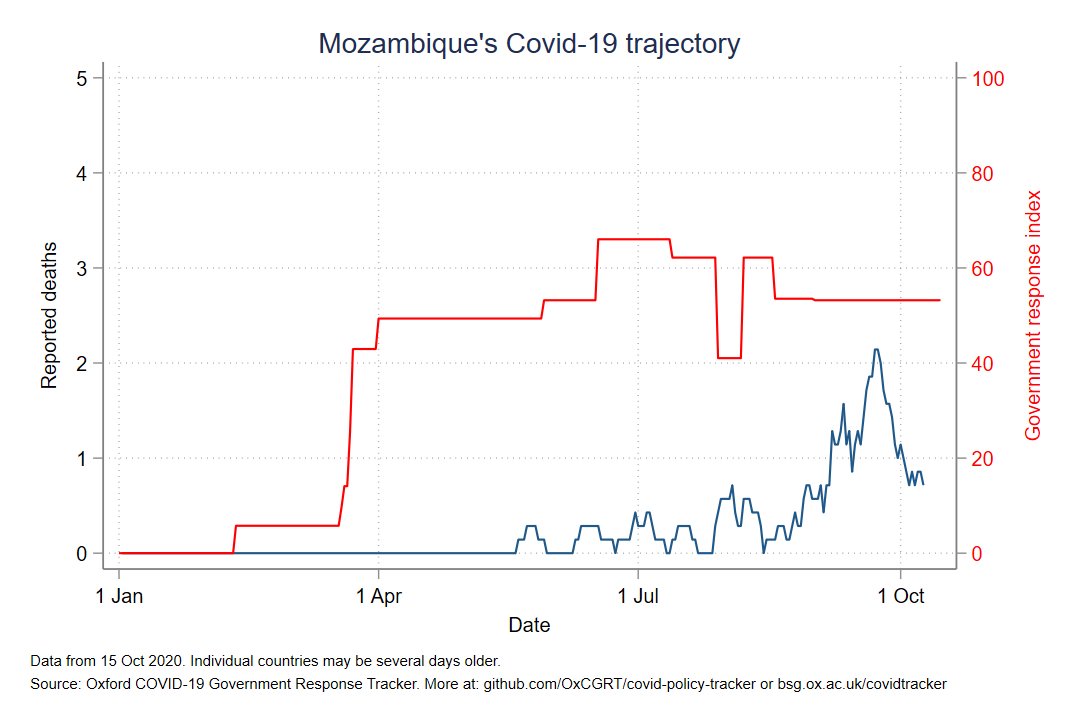 Mozambique's Covid-19 trajectory
5
4
3
2
1
0
Reported deaths
100
80
60
40
20
0
Government response index
1 Jan
1 Apr
1 Jul
1 Oct
Date
Data from 15 Oct 2020. Individual countries may be several days older.
Source: Oxford COVID-19 Government Response Tracker. More at: github.com/OxCGRT/covid-policy-tracker or bsg.ox.ac.uk/covidtracker